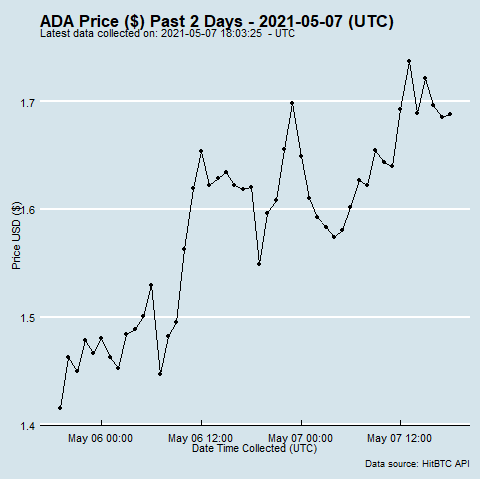 ADA Price ($) Past 2 Days - 2021-05-07 (UTC)
Latest data collected on: 2021-05-07 18:03:25 - UTC
Price USD ($)
1.7
1.6
1.5
1.4
May 06 00:00
May 06 12:00
May 07 00:00
May 07 12:00
Date Time Collected (UTC)
Data source: HitBTC API